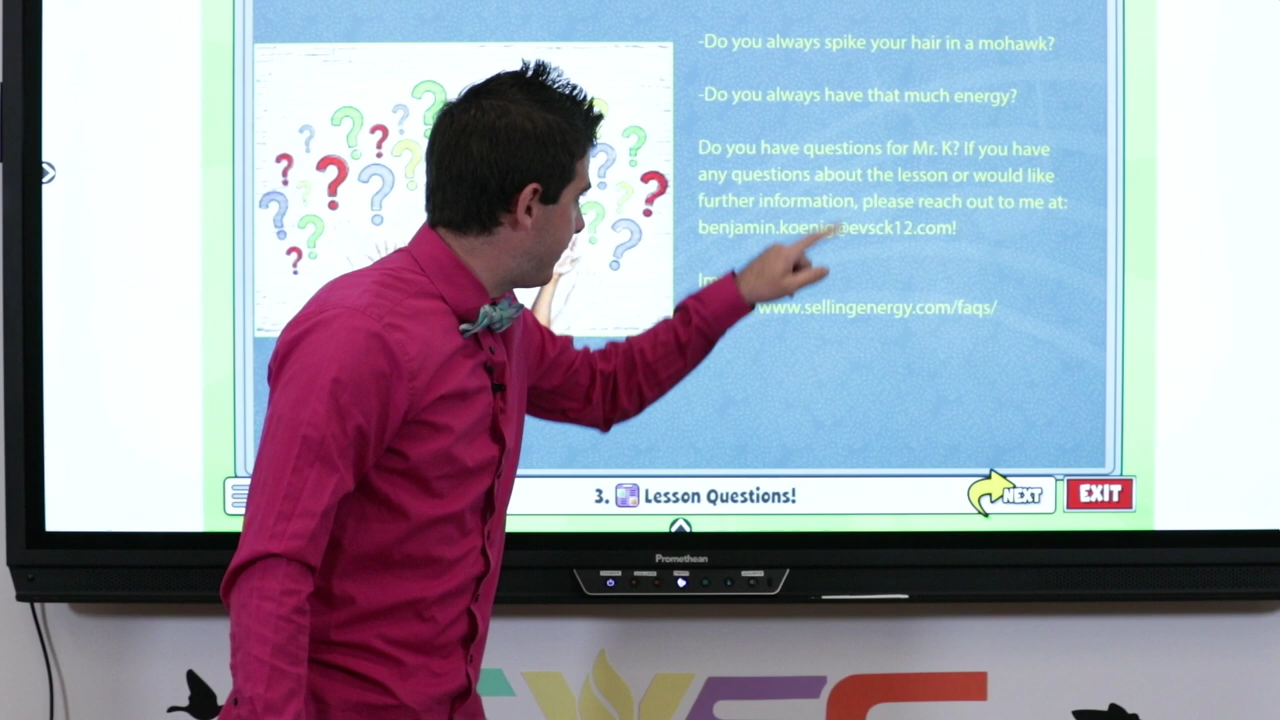 -Do you always spike your hair in a mohawk?
-Do you always have that much energy?
Do you have questions for Mr. K? If you have
any questions about the lesson or would like
further information, please reach out to me at:
benjamin.koenig@evsck12.com!
www.sellingenergy.com/faqs/
3. Lesson Questions!
NEXT
EXIT
Promethean